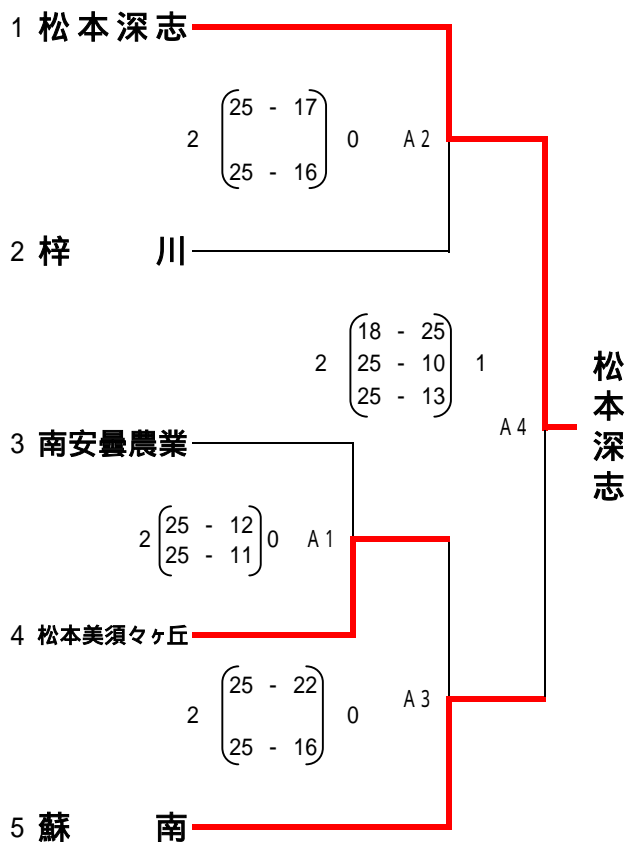 1 松本深志
25 - 17
2 0 A2
25 - 16
2 梓 川
18 - 25
2 25 - 10 1
25 - 13
松本深志
A4
3 南安曇農業
25 - 12
2 0 A1
25 - 11
4 松本美須々ヶ丘
25 - 22
A3
2 0
25 - 16
5 蘇 南